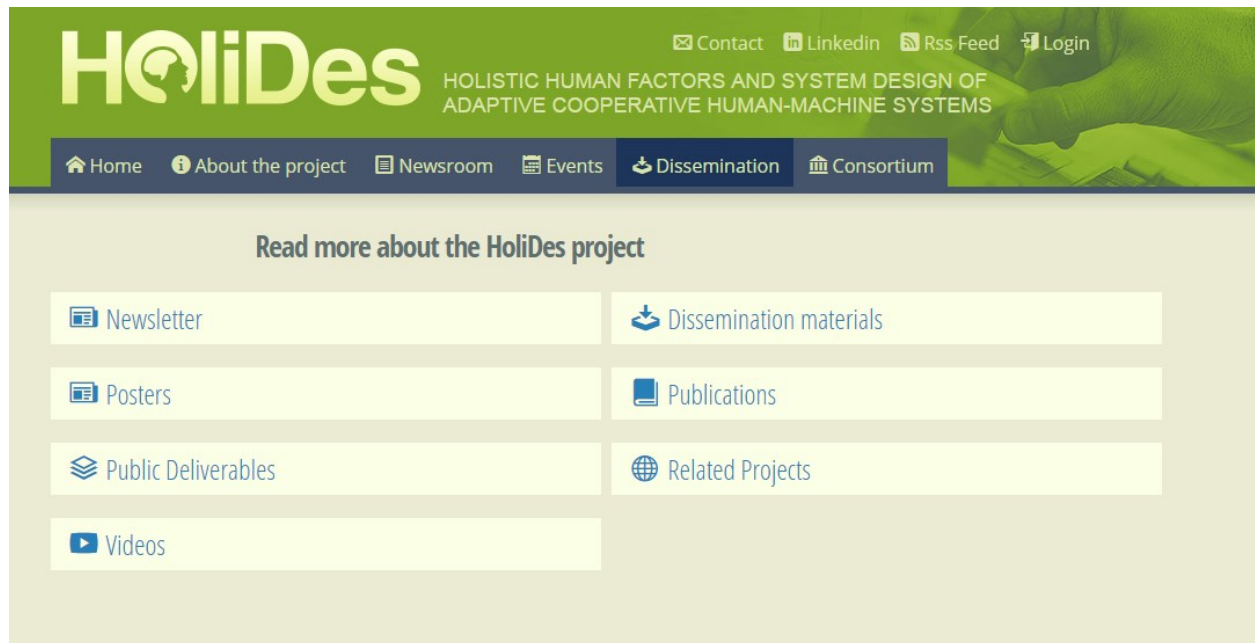 HOliDes
Contact Linkedin Rss Feed Login
HOLISTIC HUMAN FACTORS AND SYSTEM DESIGN OF
ADAPTIVE COOPERATIVE HUMAN-MACHINE SYSTEMS
Home About the project Newsroom Events Dissemination Consortium
Read more about the HoliDes project
Newsletter
Dissemination materials
Posters
Publications
Public Deliverables
Related Projects
Videos